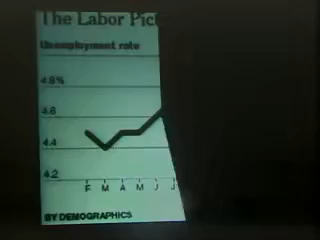 The Labor Pic
Unemployment rate
4.8%
4.6
4.4
4.2
F M A M J J
BY DEMOGRAPHICS